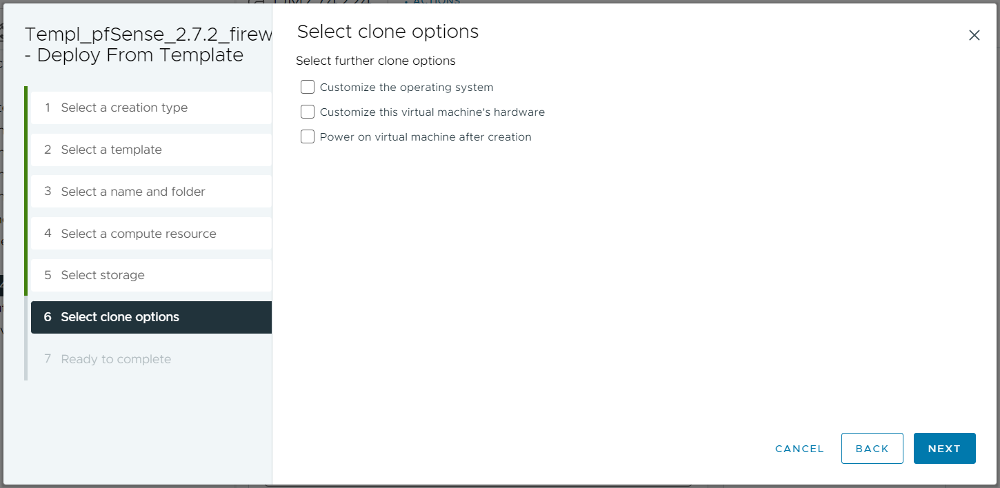 ACTIONS
Templ_pfSense_2.7.2_firew
- Deploy From Template
1 Select a creation type
2 Select a template
3 Select a name and folder
4 Select a compute resource
5 Select storage
6 Select clone options
7 Ready to complete
Select clone options
Select further clone options
Customize the operating system
Customize this virtual machine's hardware
Power on virtual machine after creation
CANCEL
BACK
NEXT